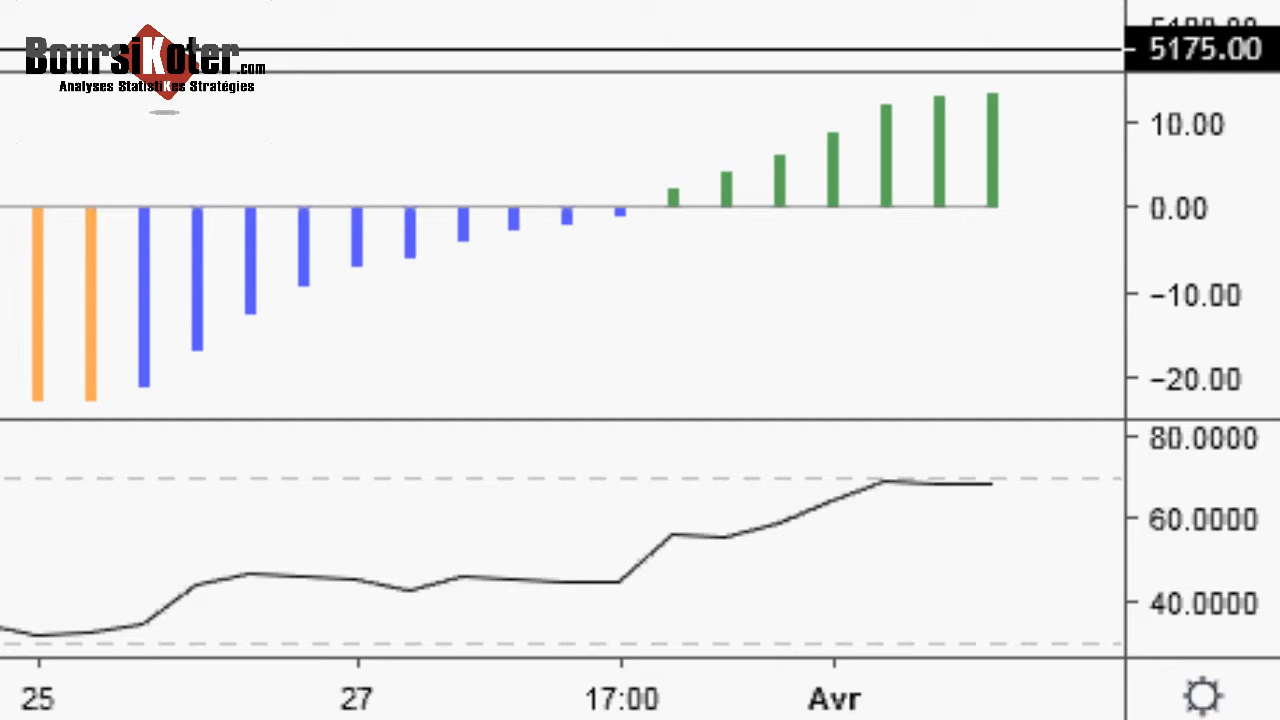 BoursiKoter.com
Analyses StatistiKes Stratégies
5175.00
10.00
0.00
−10.00
−20.00
80.0000
60.0000
40.0000
25 27 17:00 Avr